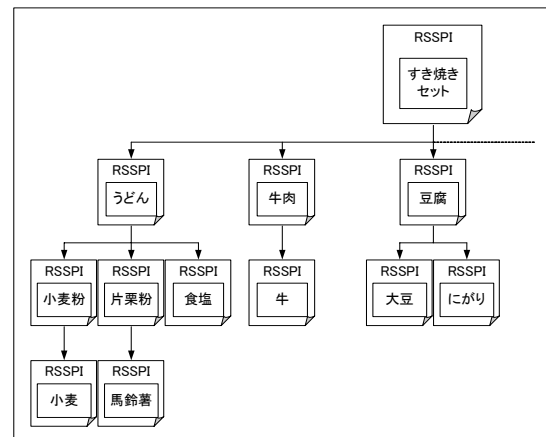 RSSPI
すき焼き
セット
RSSPI
うどん
RSSPI
牛肉
RSSPI
豆腐
RSSPI
小麦粉
RSSPI
片栗粉
RSSPI
食塩
RSSPI
牛
RSSPI
大豆
RSSPI
にがり
RSSPI
小麦
RSSPI
馬鈴薯